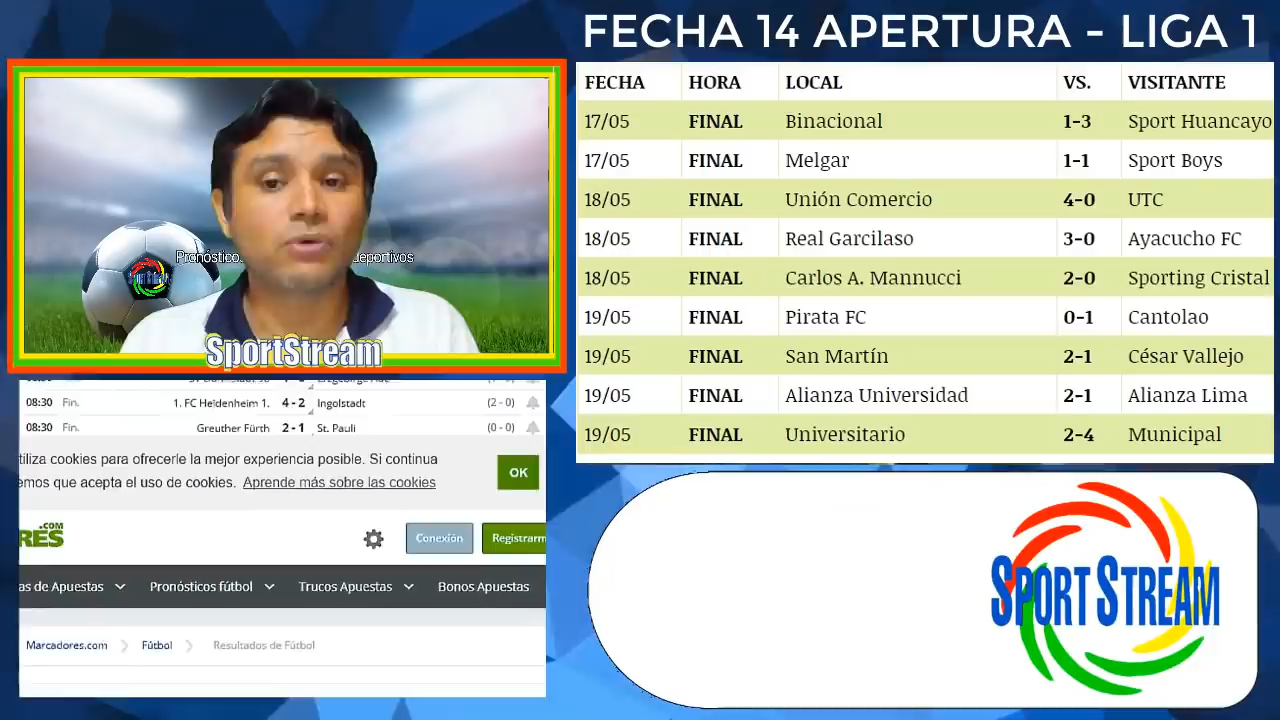 FECHA 14 APERTURA - LIGA 1
FECHA HORA LOCAL VS. VISITANTE
17/05 FINAL Binacional 1-3 Sport Huancayo
17/05 FINAL Melgar 1-1 Sport Boys
18/05 FINAL Unión Comercio 4-0 UTC
18/05 FINAL Real Garcilaso 3-0 Ayacucho FC
18/05 FINAL Carlos A. Mannucci 2-0 Sporting Cristal
19/05 FINAL Pirata FC 0-1 Cantolao
19/05 FINAL San Martín 2-1 César Vallejo
19/05 FINAL Alianza Universidad 2-1 Alianza Lima
19/05 FINAL Universitario 2-4 Municipal
SPORT STREAM
SportStream
08:30 Fin. 1. FC Heidenheim 1. 4 - 2 Ingolstadt (2 - 0)
08:30 Fin. Greuther Fürth 2 - 1 St. Pauli (0 - 0)
tiliza cookies para ofrecerle la mejor experiencia posible. Si continua
emos que acepta el uso de cookies. Aprende más sobre las cookies
OK
RES .COM
Conexión Registrarm
as de Apuestas Pronósticos fútbol Trucos Apuestas Bonos Apuestas
Marcadores.com Fútbol Resultados de Fútbol